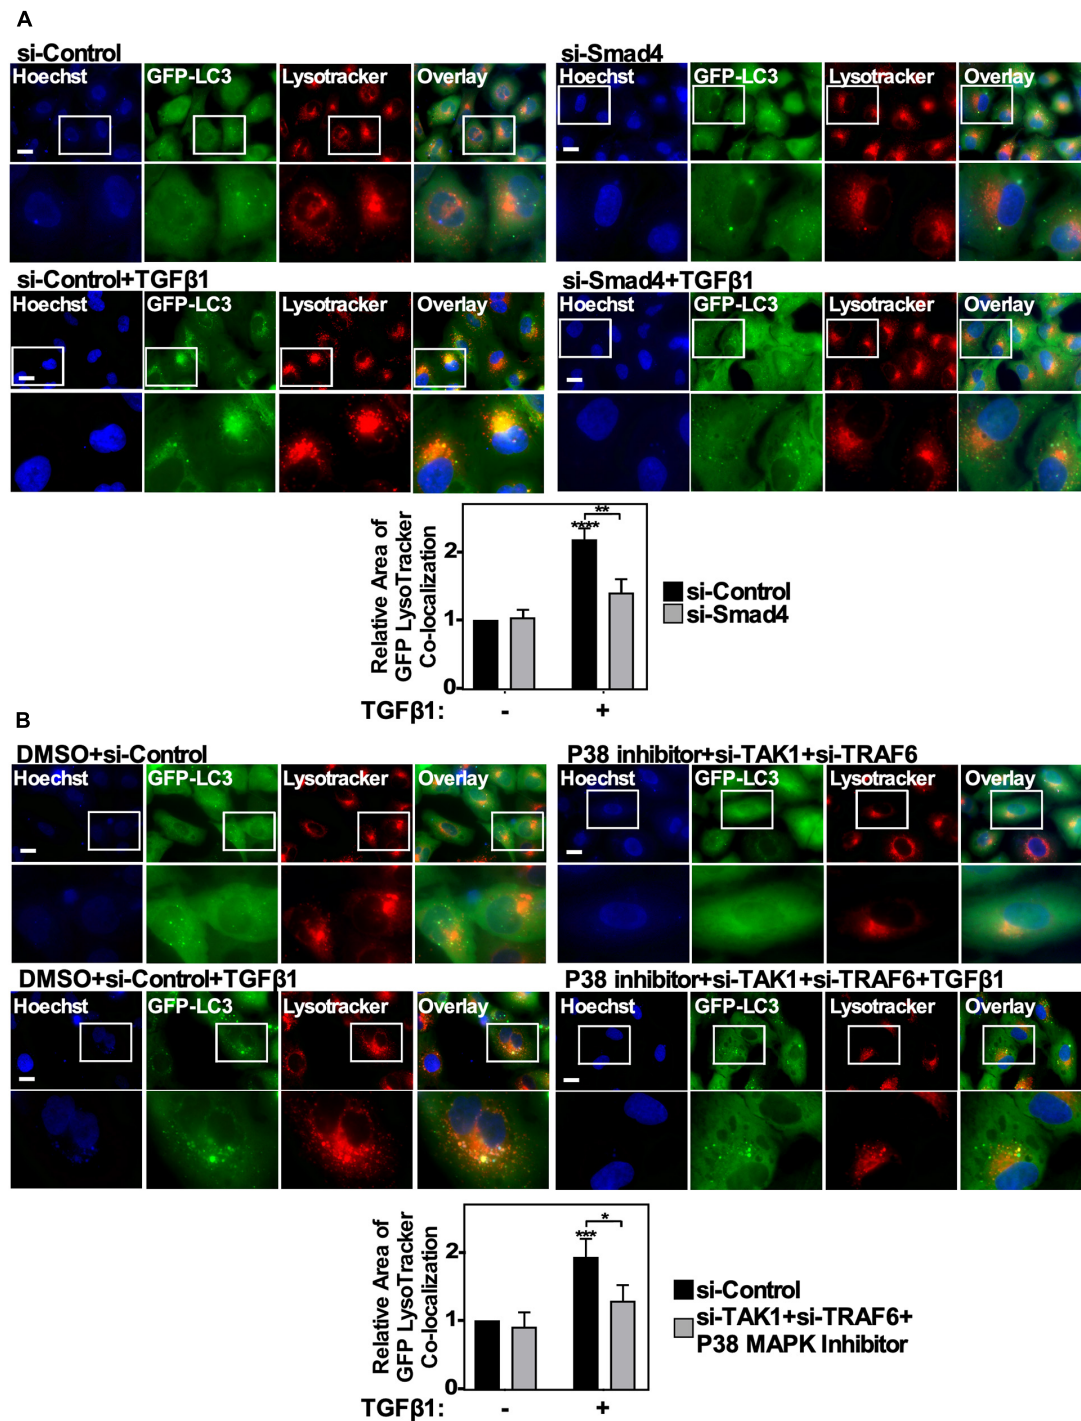 A
si-Control
Hoechst GFP-LC3 Lysotracker Overlay
si-Smad4
Hoechst GFP-LC3 Lysotracker Overlay
si-Control+TGFβ1
Hoechst GFP-LC3 Lysotracker Overlay
si-Smad4+TGFβ1
Hoechst GFP-LC3 Lysotracker Overlay
Relative Area of
GFP LysoTracker
Co-localization
2
1
0
****
**
TGFβ1: - +
si-Control
si-Smad4
B
DMSO+si-Control
Hoechst GFP-LC3 Lysotracker Overlay
P38 inhibitor+si-TAK1+si-TRAF6
Hoechst GFP-LC3 Lysotracker Overlay
DMSO+si-Control+TGFβ1
Hoechst GFP-LC3 Lysotracker Overlay
P38 inhibitor+si-TAK1+si-TRAF6+TGFβ1
Hoechst GFP-LC3 Lysotracker Overlay
Relative Area of
GFP LysoTracker
Co-localization
2
1
0
***
*
TGFβ1: - +
si-Control
si-TAK1+si-TRAF6+
P38 MAPK Inhibitor